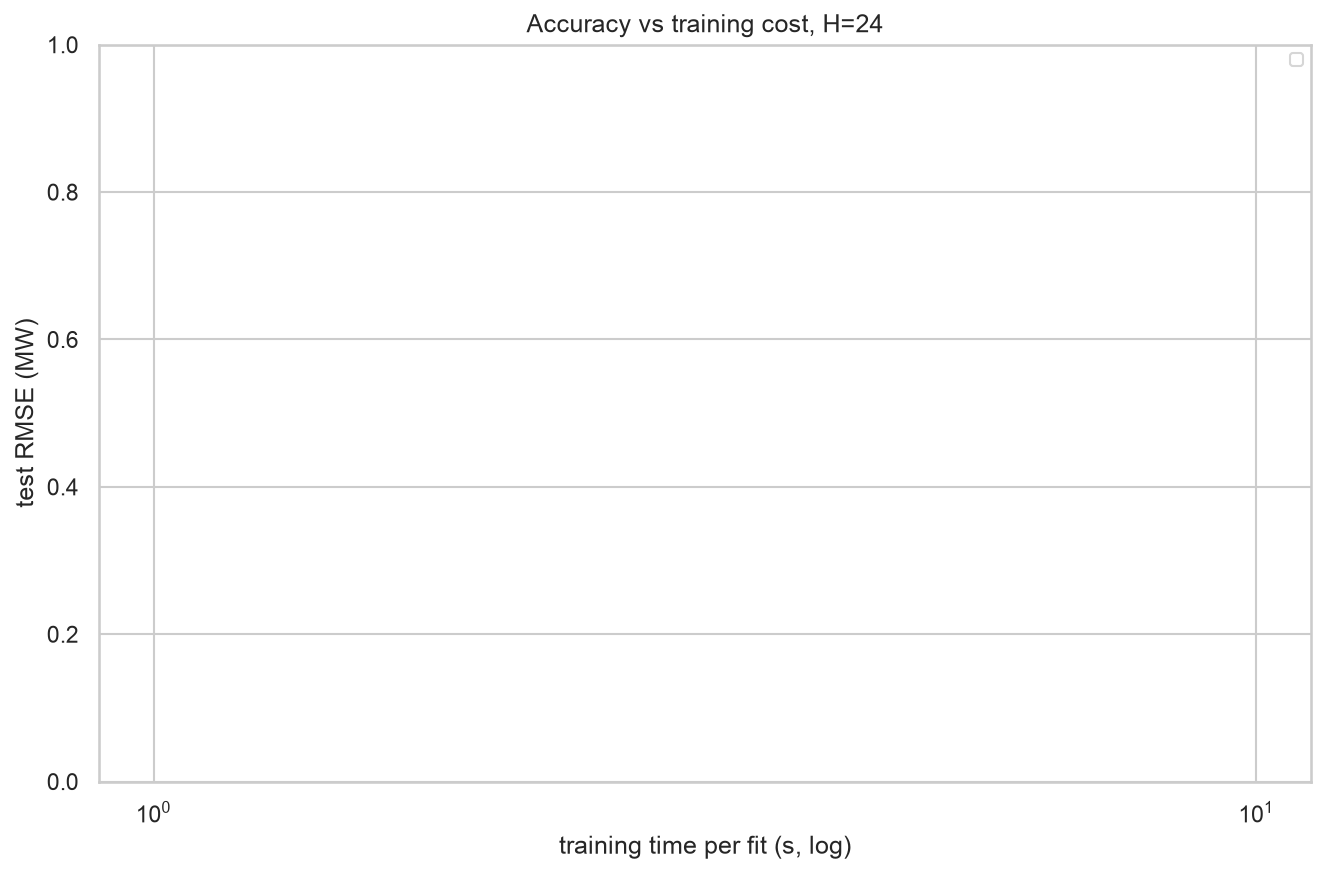 Accuracy vs training cost, H=24
1.0
0.8
0.6
0.4
0.2
0.0
test RMSE (MW)
10⁰
10¹
training time per fit (s, log)